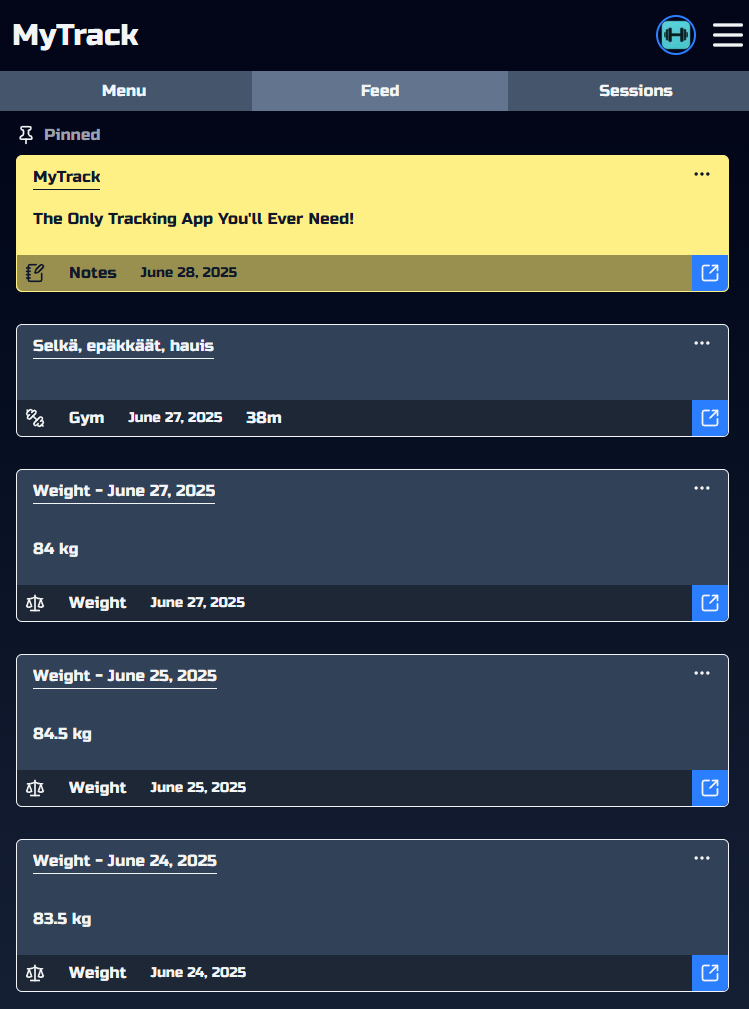 MyTrack
Menu Feed Sessions
Pinned
MyTrack
The Only Tracking App You'll Ever Need!
Notes June 28, 2025
Selkä, epäkkäät, hauis
Gym June 27, 2025 38m
Weight - June 27, 2025
84 kg
Weight June 27, 2025
Weight - June 25, 2025
84.5 kg
Weight June 25, 2025
Weight - June 24, 2025
83.5 kg
Weight June 24, 2025